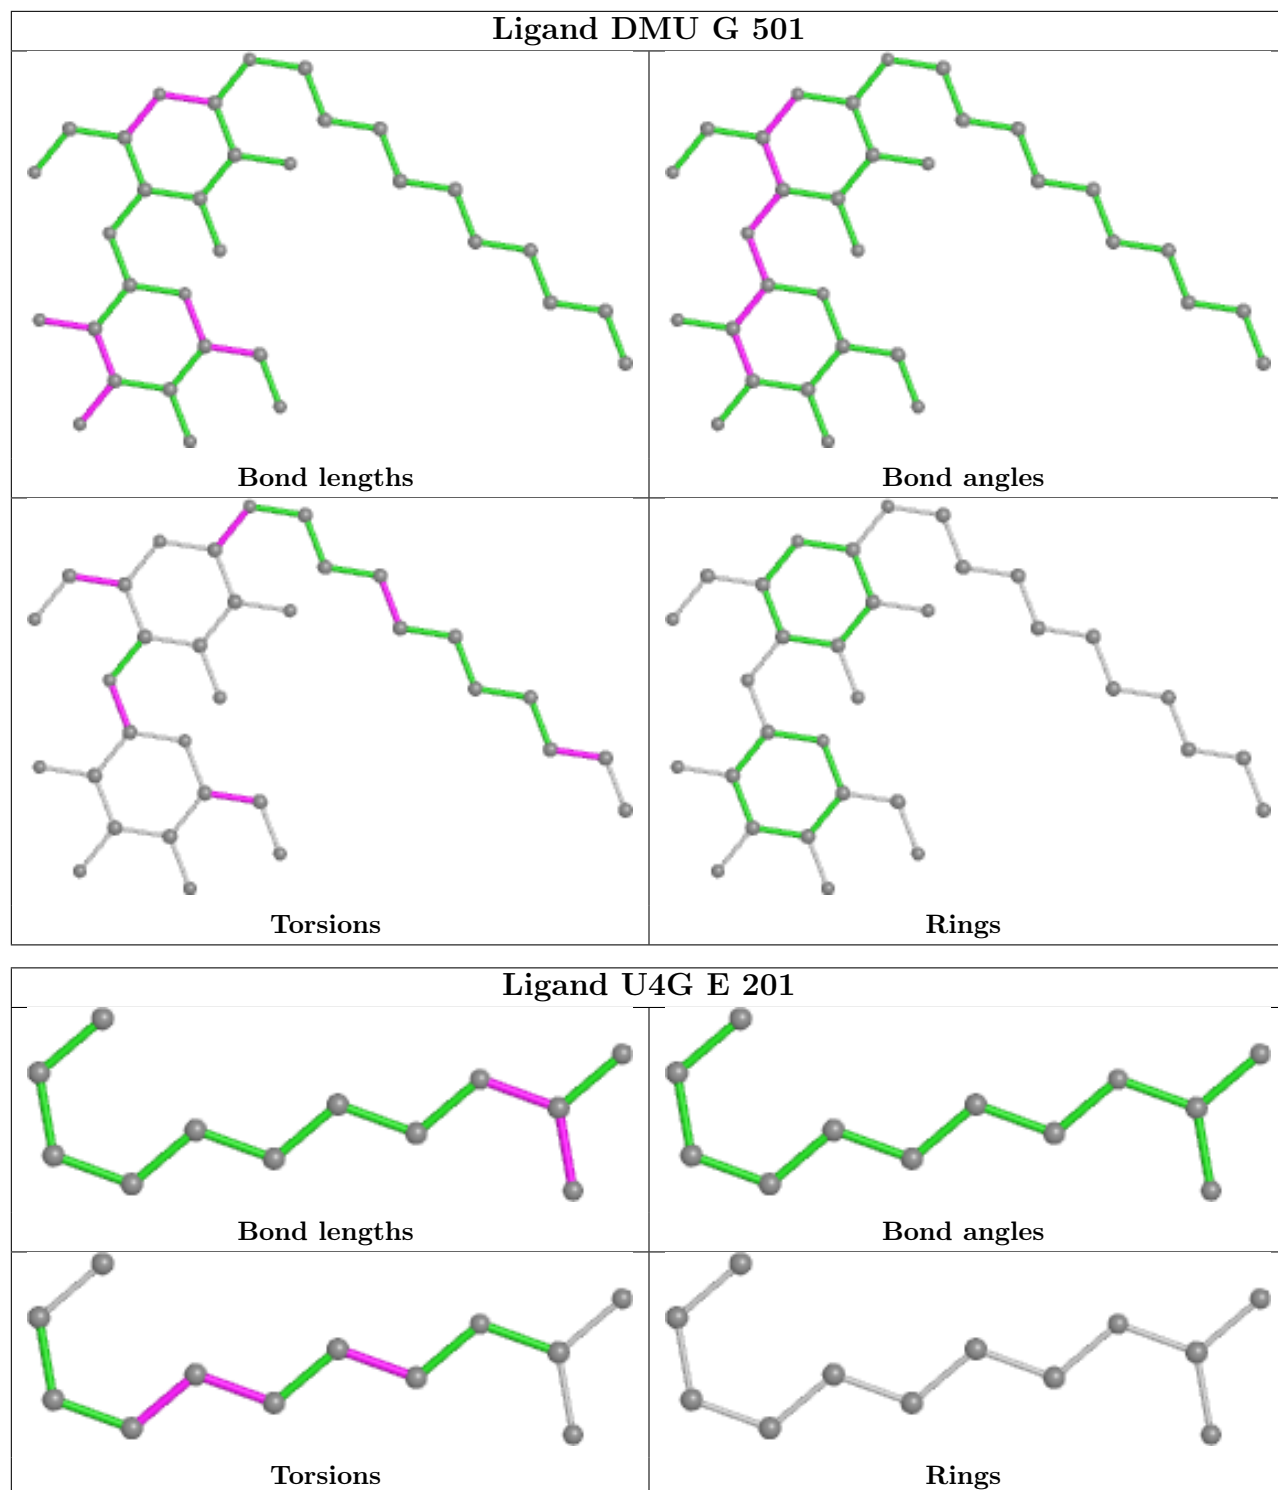 Ligand DMU G 501
Bond lengths
Bond angles
Torsions
Rings
Ligand U4G E 201
Bond lengths
Bond angles
Torsions
Rings